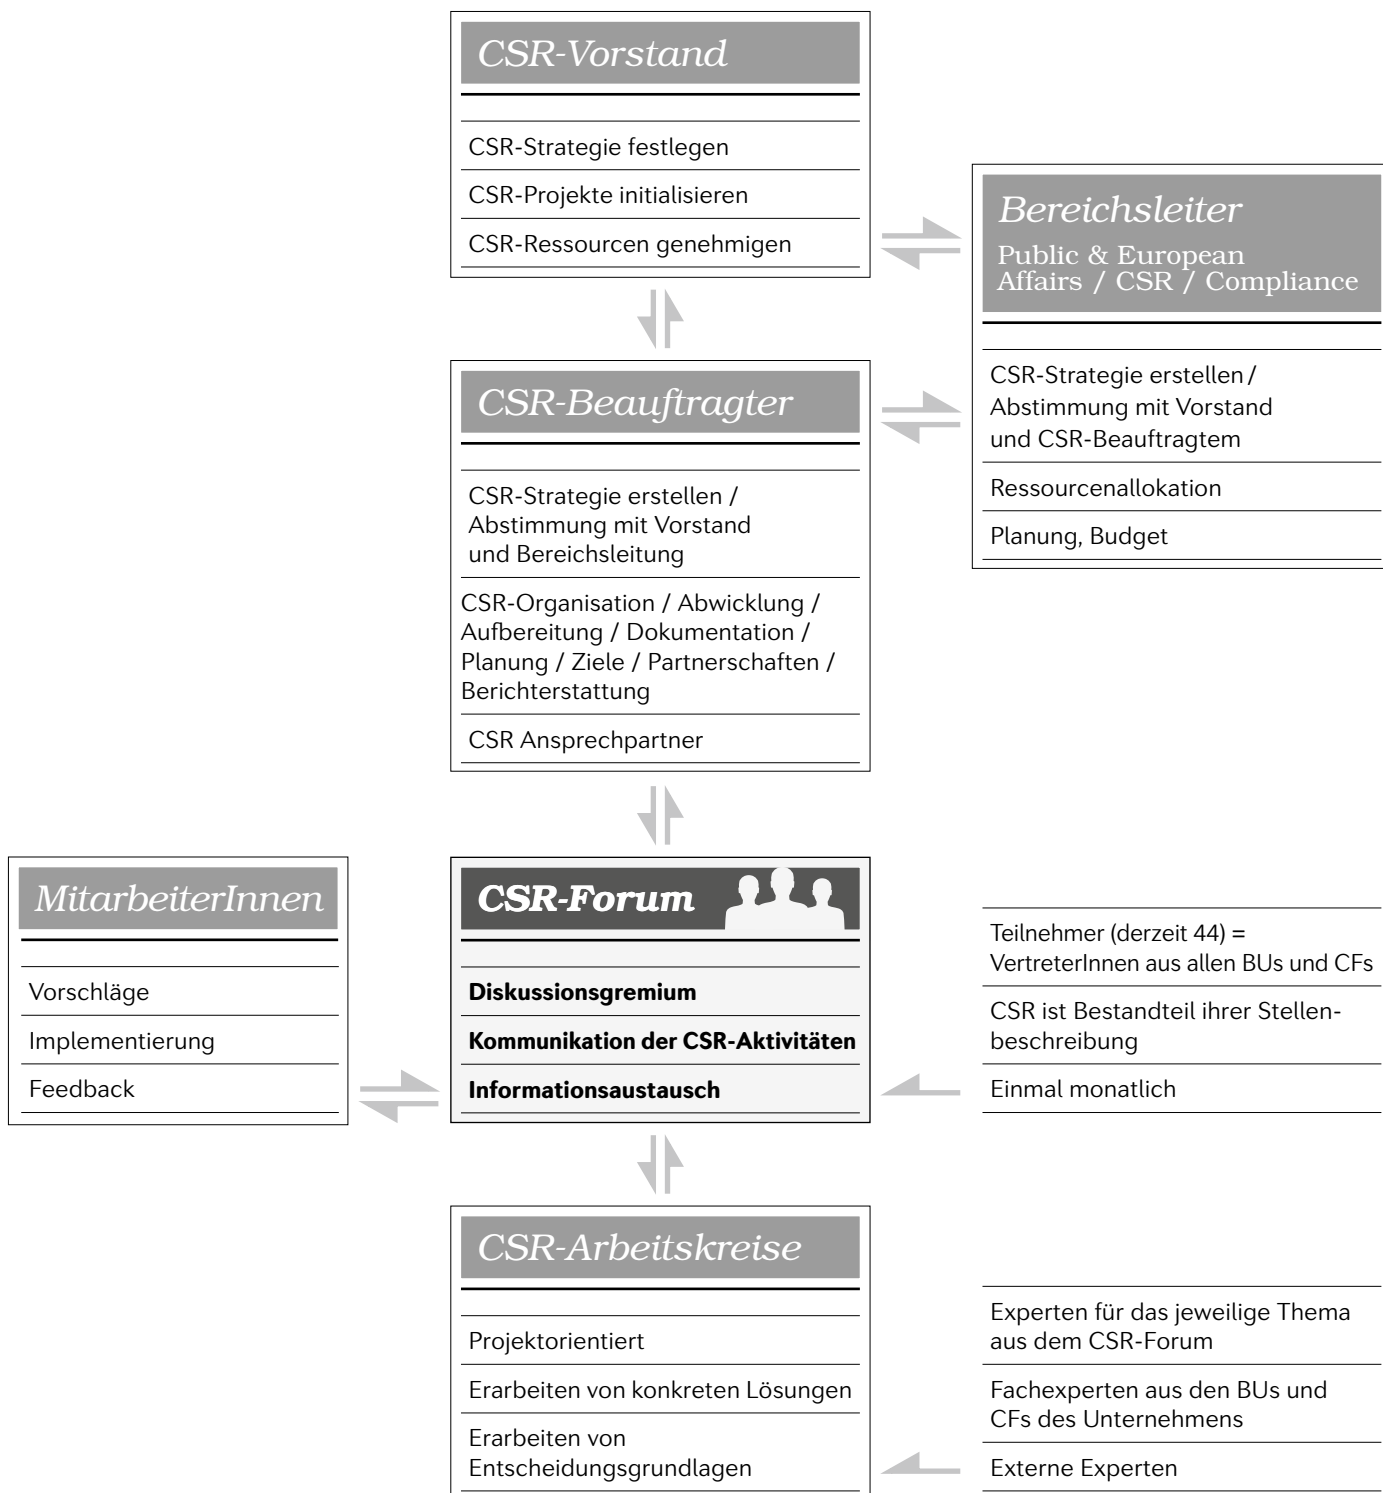 CSR-Vorstand
CSR-Strategie festlegen
CSR-Projekte initialisieren
CSR-Ressourcen genehmigen
Bereichsleiter
Public & European
Affairs / CSR / Compliance
CSR-Strategie erstellen /
Abstimmung mit Vorstand
und CSR-Beauftragtem
Ressourcenallokation
Planung, Budget
CSR-Beauftragter
CSR-Strategie erstellen /
Abstimmung mit Vorstand
und Bereichsleitung
CSR-Organisation / Abwicklung /
Aufbereitung / Dokumentation /
Planung / Ziele / Partnerschaften /
Berichterstattung
CSR Ansprechpartner
MitarbeiterInnen
Vorschläge
Implementierung
Feedback
CSR-Forum
Diskussionsgremium
Kommunikation der CSR-Aktivitäten
Informationsaustausch
Teilnehmer (derzeit 44) =
VertreterInnen aus allen BUs und CFs
CSR ist Bestandteil ihrer Stellen-
beschreibung
Einmal monatlich
CSR-Arbeitskreise
Projektorientiert
Erarbeiten von konkreten Lösungen
Erarbeiten von
Entscheidungsgrundlagen
Experten für das jeweilige Thema
aus dem CSR-Forum
Fachexperten aus den BUs und
CFs des Unternehmens
Externe Experten